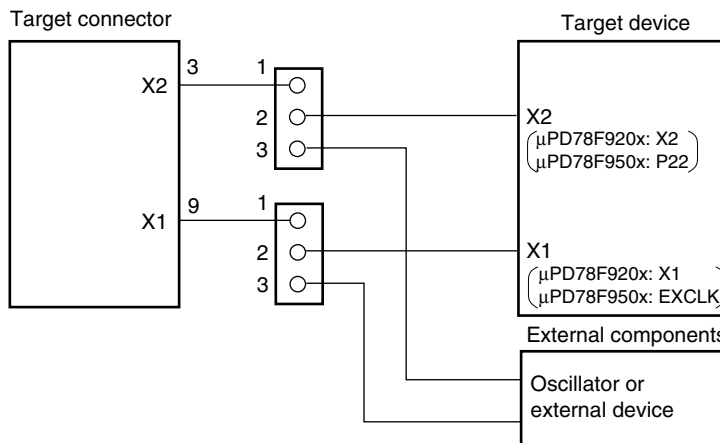 Target connector
Target device
X2
3
1
2
3
X2
μPD78F920x: X2
μPD78F950x: P22
X1
9
1
2
3
X1
μPD78F920x: X1
μPD78F950x: EXCLK
External components
Oscillator or
external device